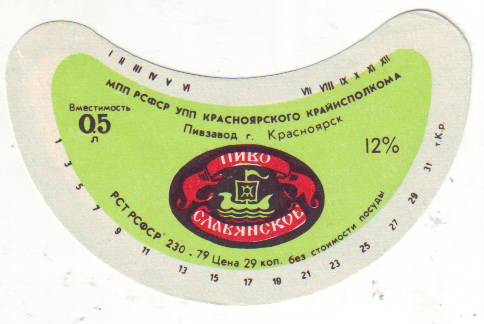 I II III IV V VI VII VIII IX X XI XII
МПП РСФСР УПП КРАСНОЯРСКОГО КРАЙИСПОЛКОМА
Пивзавод г. Красноярск
Вместимость
0,5
л
12%
ПИВО
СЛАВЯНСКОЕ
РСТ РСФСР 230 - 79 Цена 29 коп. без стоимости посуды
1 3 5 7 9 11 13 15 17 19 21 23 25 27 29 31 т К.р.